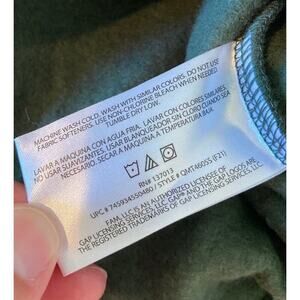 MACHINE WASH COLD. WASH WITH SIMILAR COLORS. DO NOT USE
FABRIC SOFTENERS. USE NON-CHLORINE BLEACH WHEN NEEDED.
TUMBLE DRY LOW.
LAVAR A MAQUINA CON AGUA FRIA. LAVAR CON COLORES SIMILARES.
NO USAR SUAVIZANTES. USAR BLANQUEADOR SIN CLORO CUANDO SEA
NECESARIO. SECAR A MAQUINA A TEMPERATURA BAJA.
RN# 137013
UPC # 745934550480 / STYLE # QMT66055 (F21)
FAM, LLC IS AN AUTHORIZED LICENSEE OF
GAP LICENSING SERVICES, LLC. GAP AND THE GAP LOGOS ARE
THE REGISTERED TRADEMARKS OF GAP LICENSING SERVICES